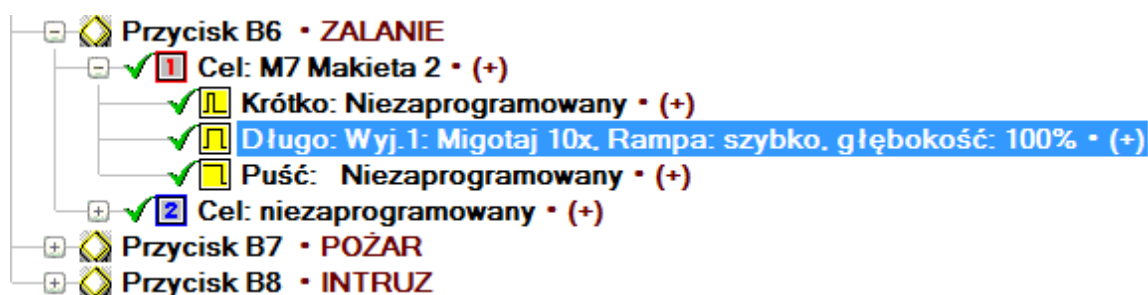 Przycisk B6 • ZALANIE
1 Cel: M7 Makieta 2 • (+)
Krótko: Niezaprogramowany • (+)
Długo: Wyj.1: Migotaj 10x, Rampa: szybko, głębokość: 100% • (+)
Puść: Niezaprogramowany • (+)
2 Cel: niezaprogramowany • (+)
Przycisk B7 • POŻAR
Przycisk B8 • INTRUZ